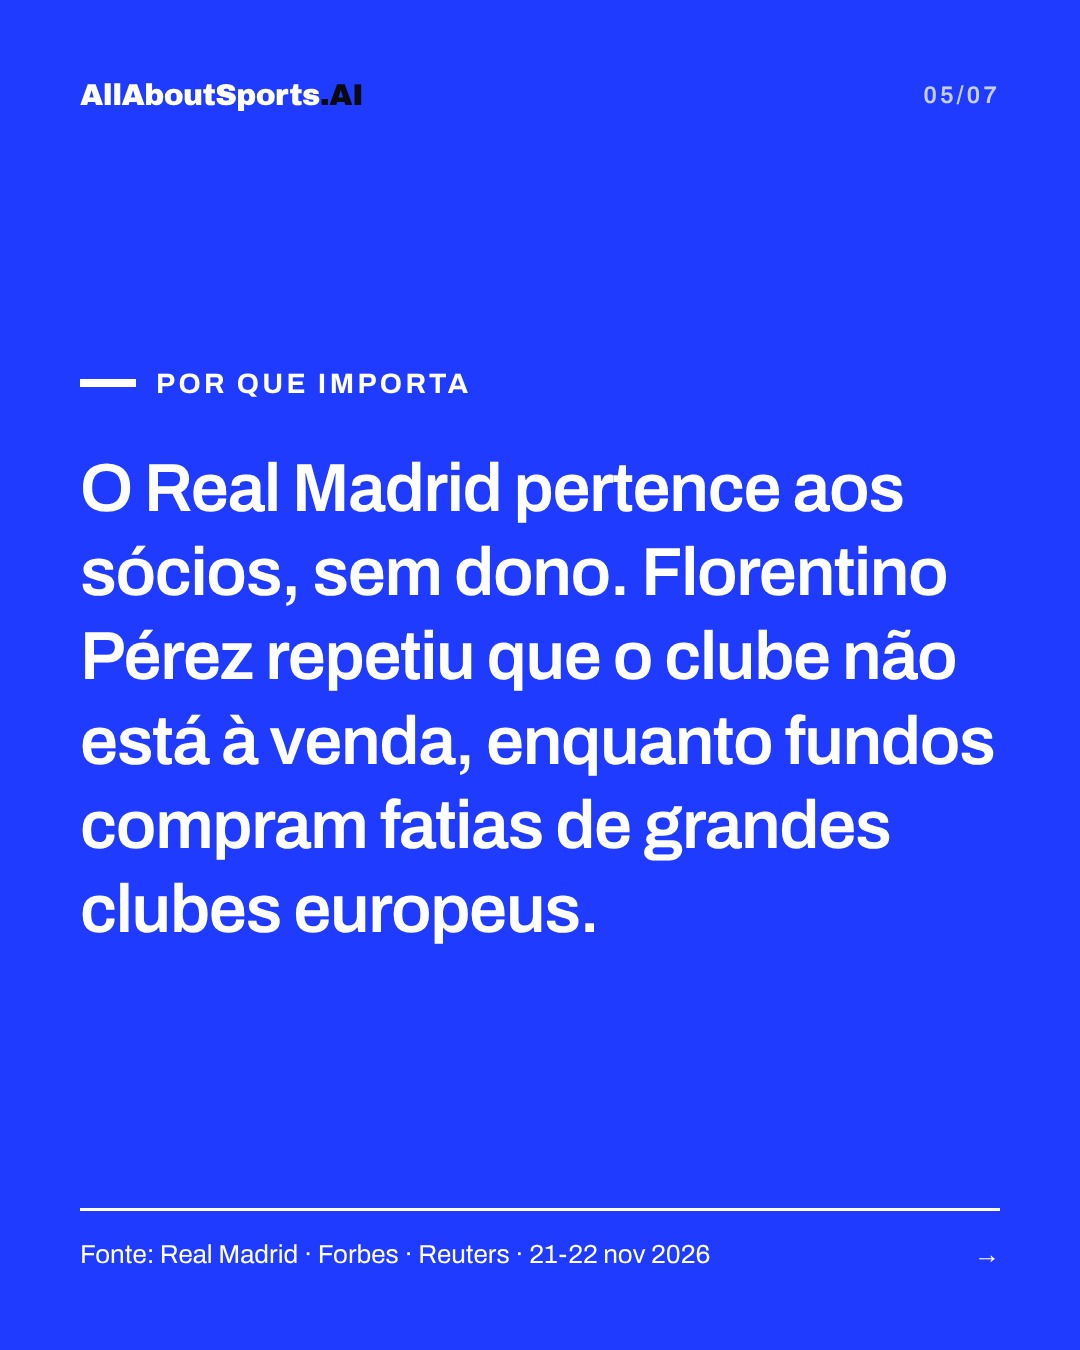 AllAboutSports.AI
05/07
POR QUE IMPORTA
O Real Madrid pertence aos
sócios, sem dono. Florentino
Pérez repetiu que o clube não
está à venda, enquanto fundos
compram fatias de grandes
clubes europeus.
Fonte: Real Madrid · Forbes · Reuters · 21-22 nov 2026 →